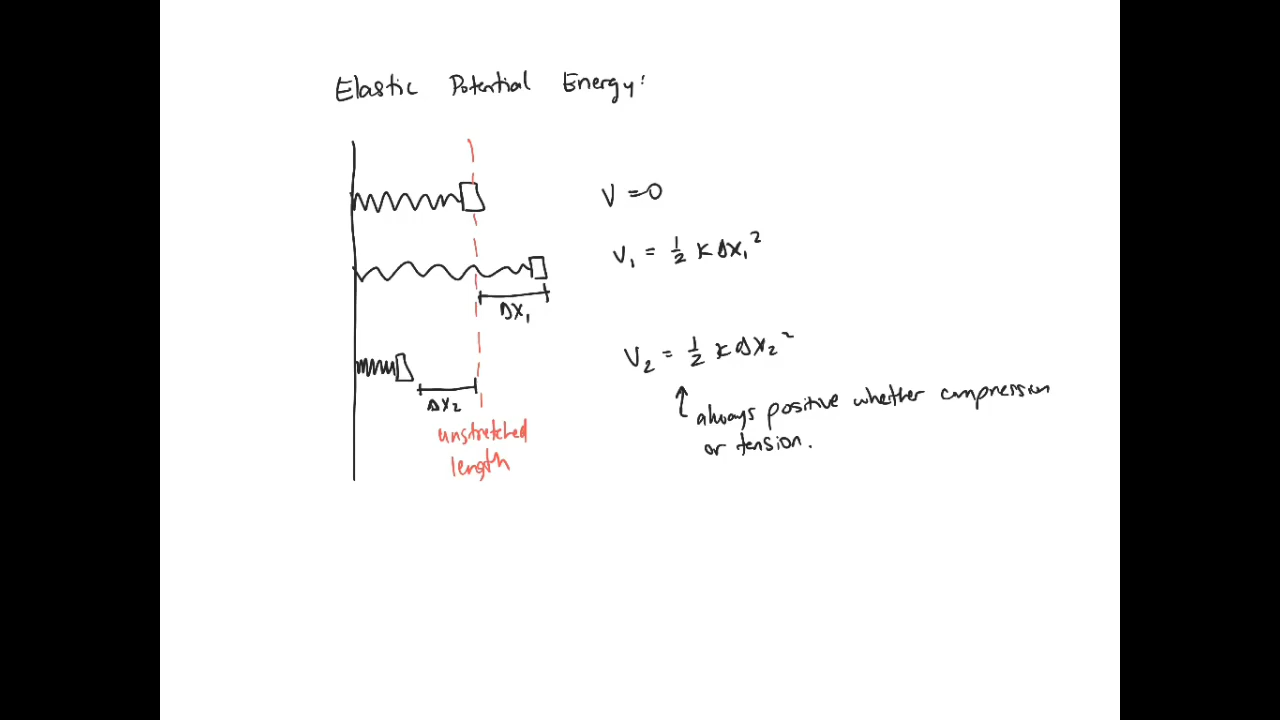 Elastic Potential Energy:
V = 0
V₁ = ½ k Δx₁²
Δx₁
V₂ = ½ k Δx₂²
Δx₂
always positive whether compression
or tension.
unstretched
length